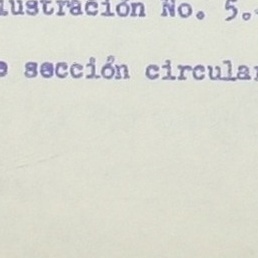 lustración No. 5.
e sección circular